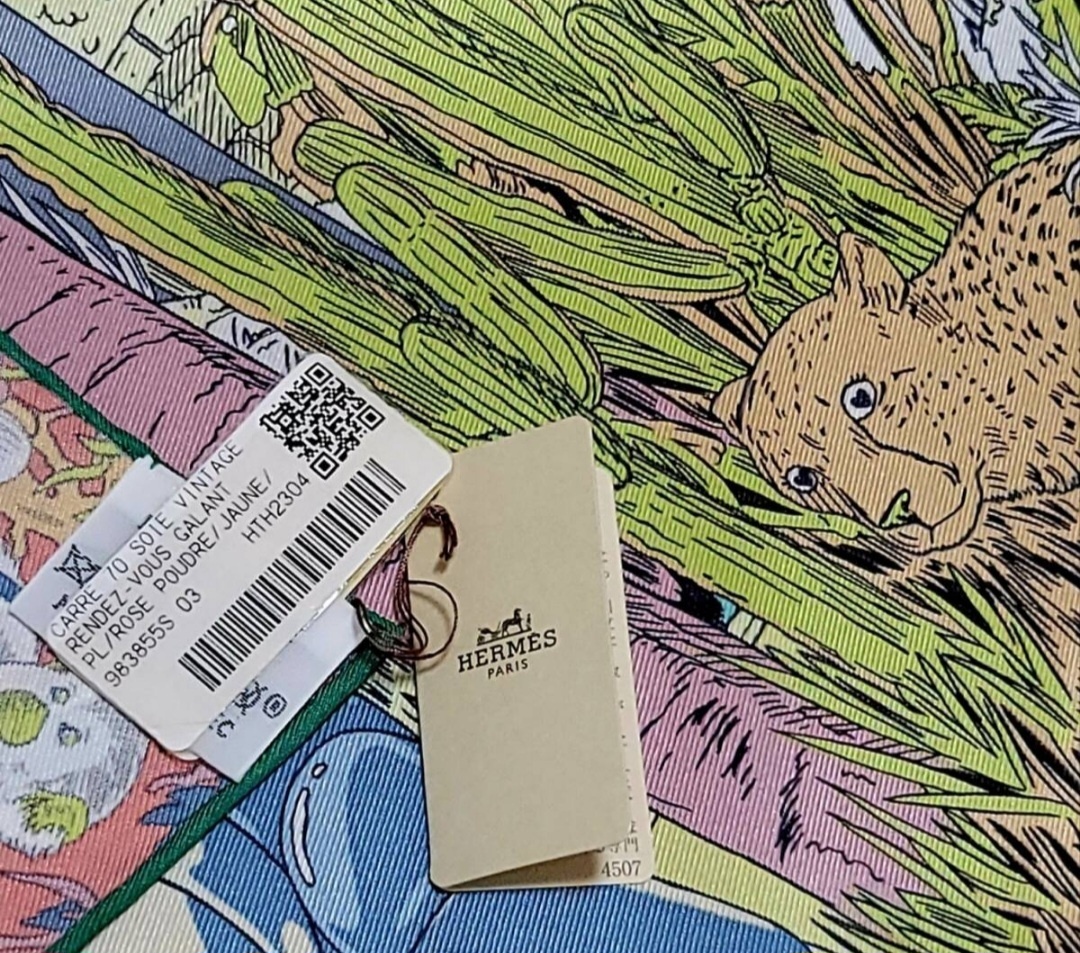 CARRE 70 SOIE VINTAGE
RENDEZ-VOUS GALANT
PL/ROSE POUDRE/JAUNE/
983855S 03 HTH2304
HERMÈS
PARIS
4507